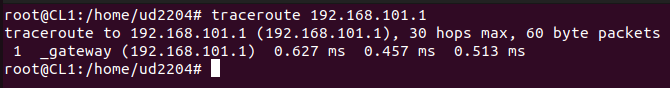 root@CL1:/home/ud2204# traceroute 192.168.101.1
traceroute to 192.168.101.1 (192.168.101.1), 30 hops max, 60 byte packets
 1  _gateway (192.168.101.1)  0.627 ms  0.457 ms  0.513 ms
root@CL1:/home/ud2204#